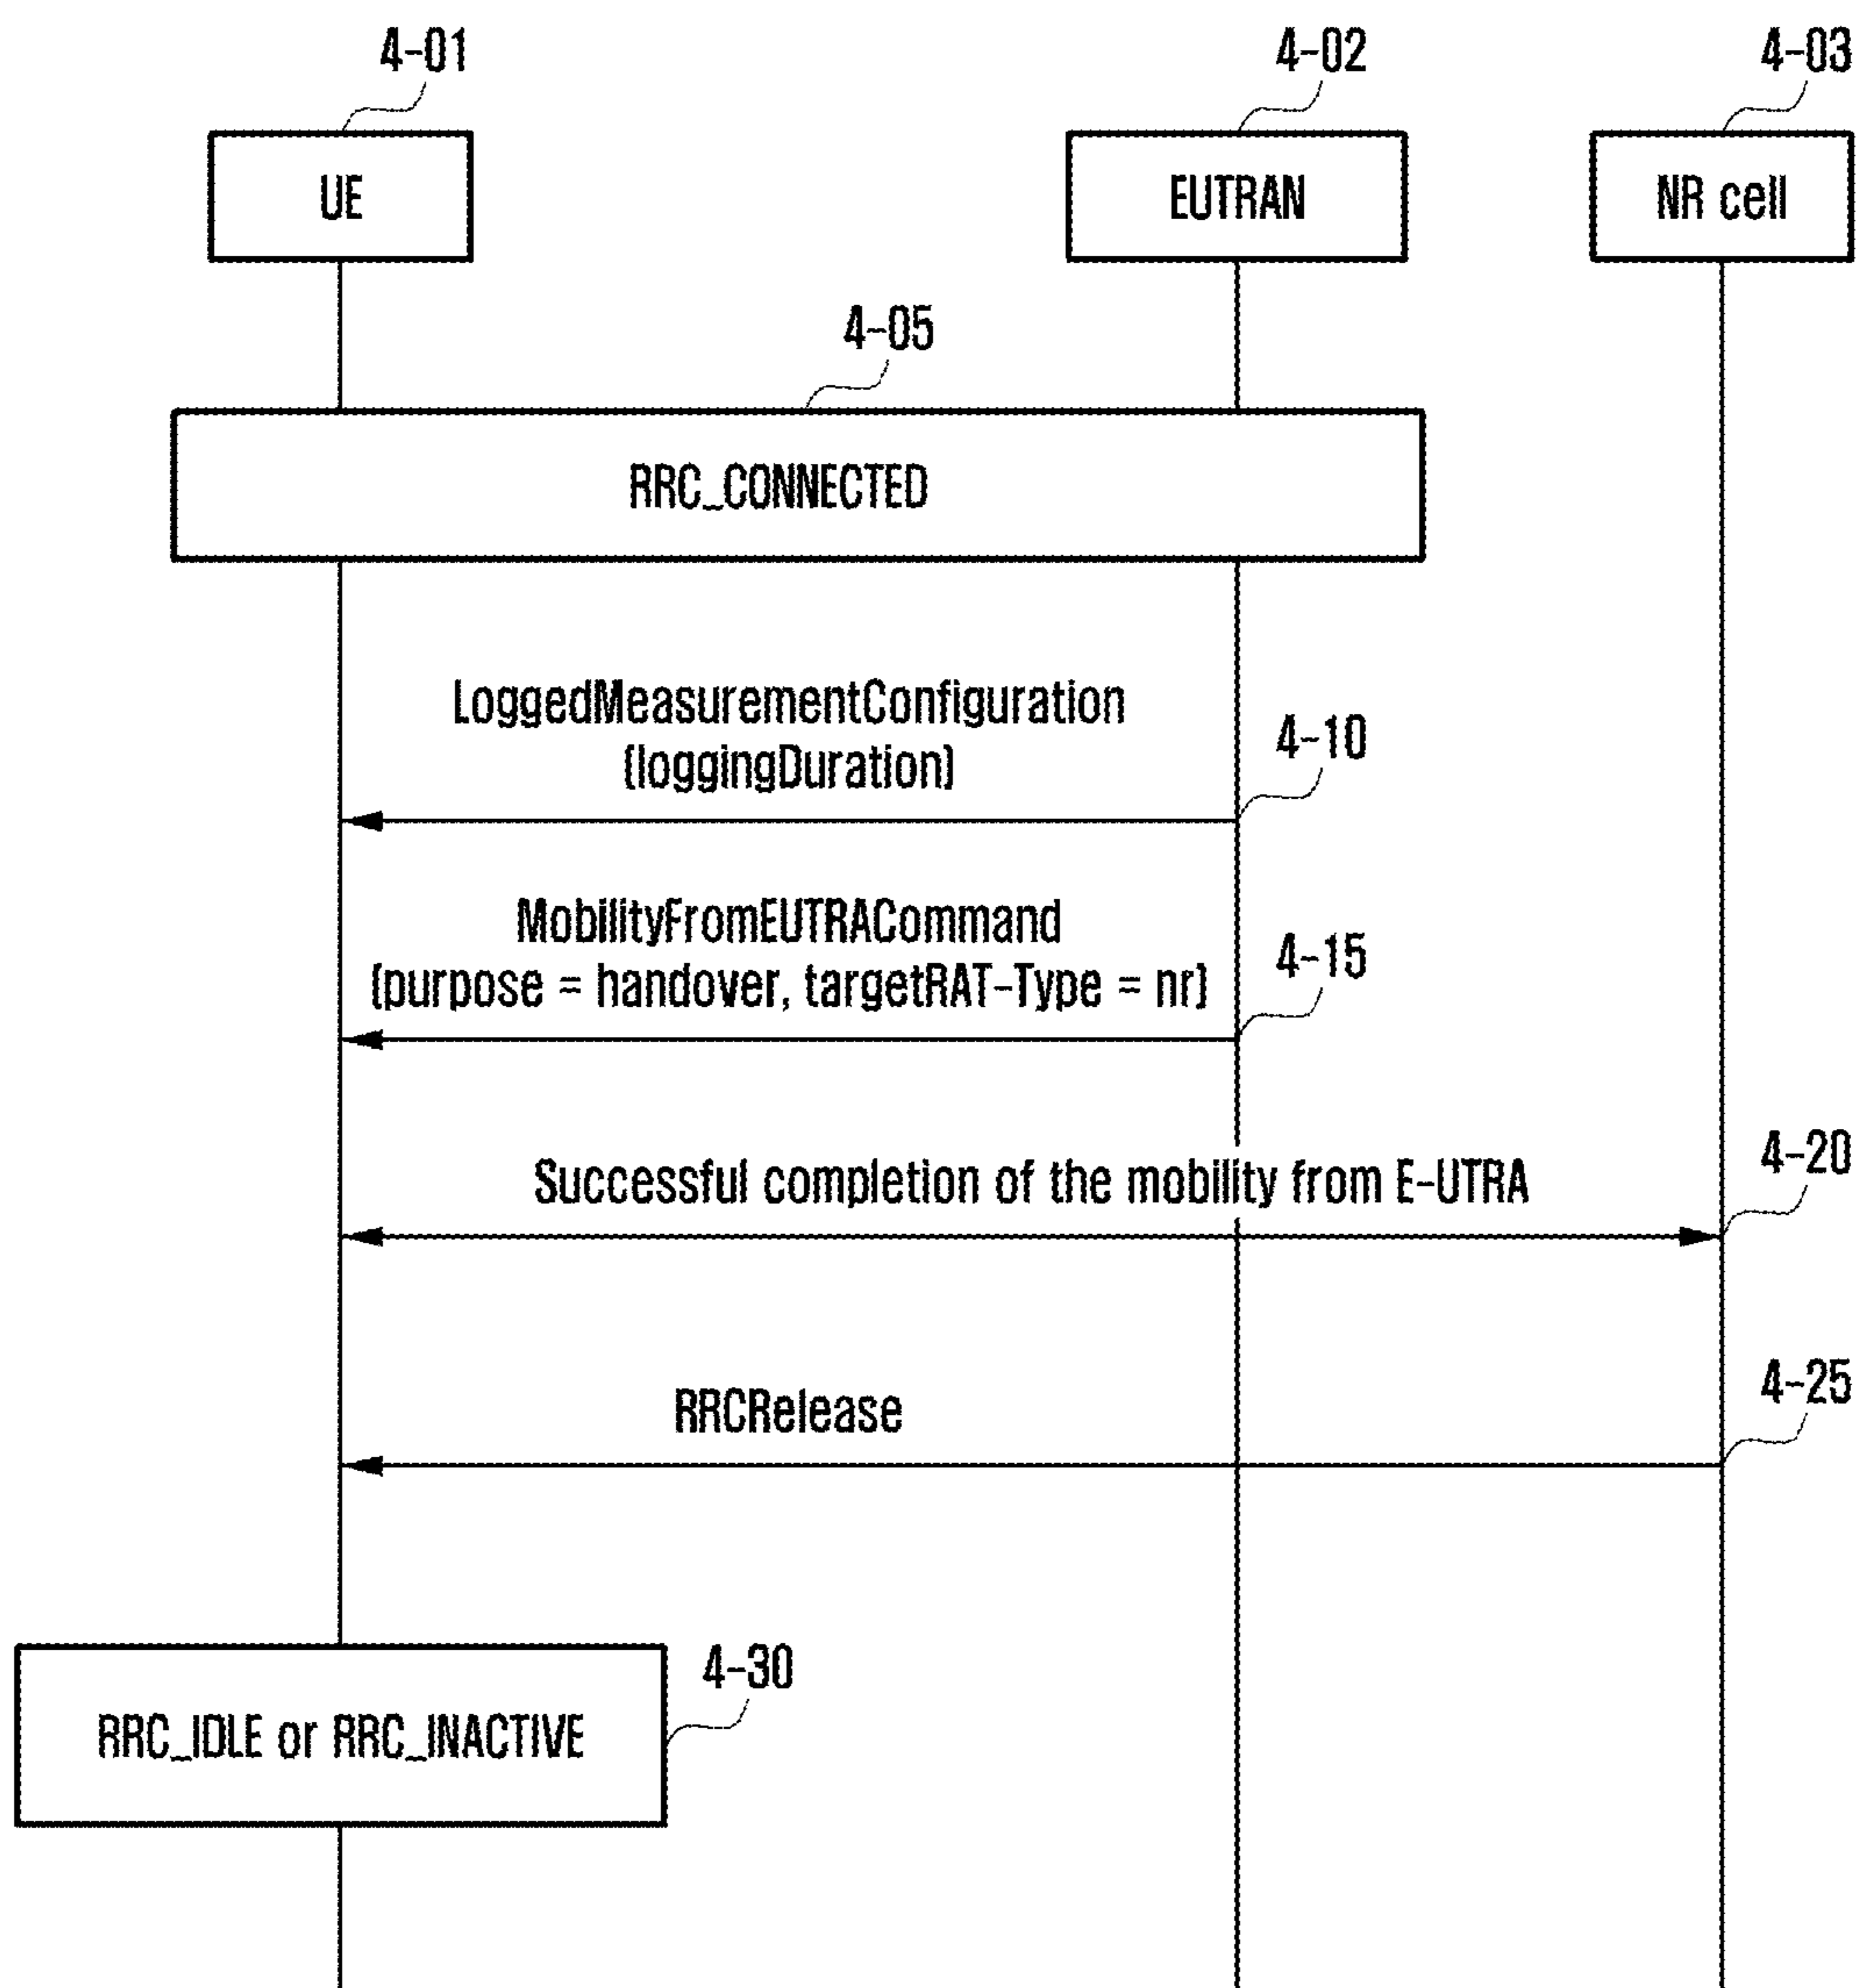 4-01
4-02
4-03
UE
EUTRAN
NR cell
4-05
RRC_CONNECTED
LoggedMeasurementConfiguration
(loggingDuration)
4-10
MobilityFromEUTRACommand
(purpose = handover, targetRAT-Type = nr)
4-15
Successful completion of the mobility from E-UTRA
4-20
RRCRelease
4-25
RRC_IDLE or RRC_INACTIVE
4-30